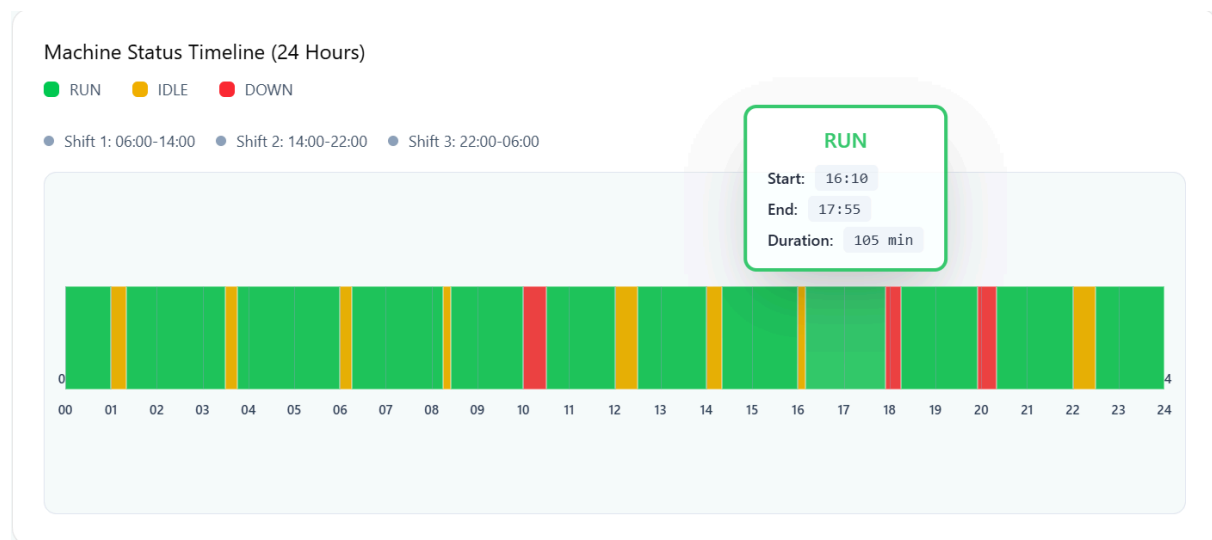 Machine Status Timeline (24 Hours)
RUN IDLE DOWN
Shift 1: 06:00-14:00 Shift 2: 14:00-22:00 Shift 3: 22:00-06:00
RUN
Start: 16:10
End: 17:55
Duration: 105 min
0 4
00 01 02 03 04 05 06 07 08 09 10 11 12 13 14 15 16 17 18 19 20 21 22 23 24